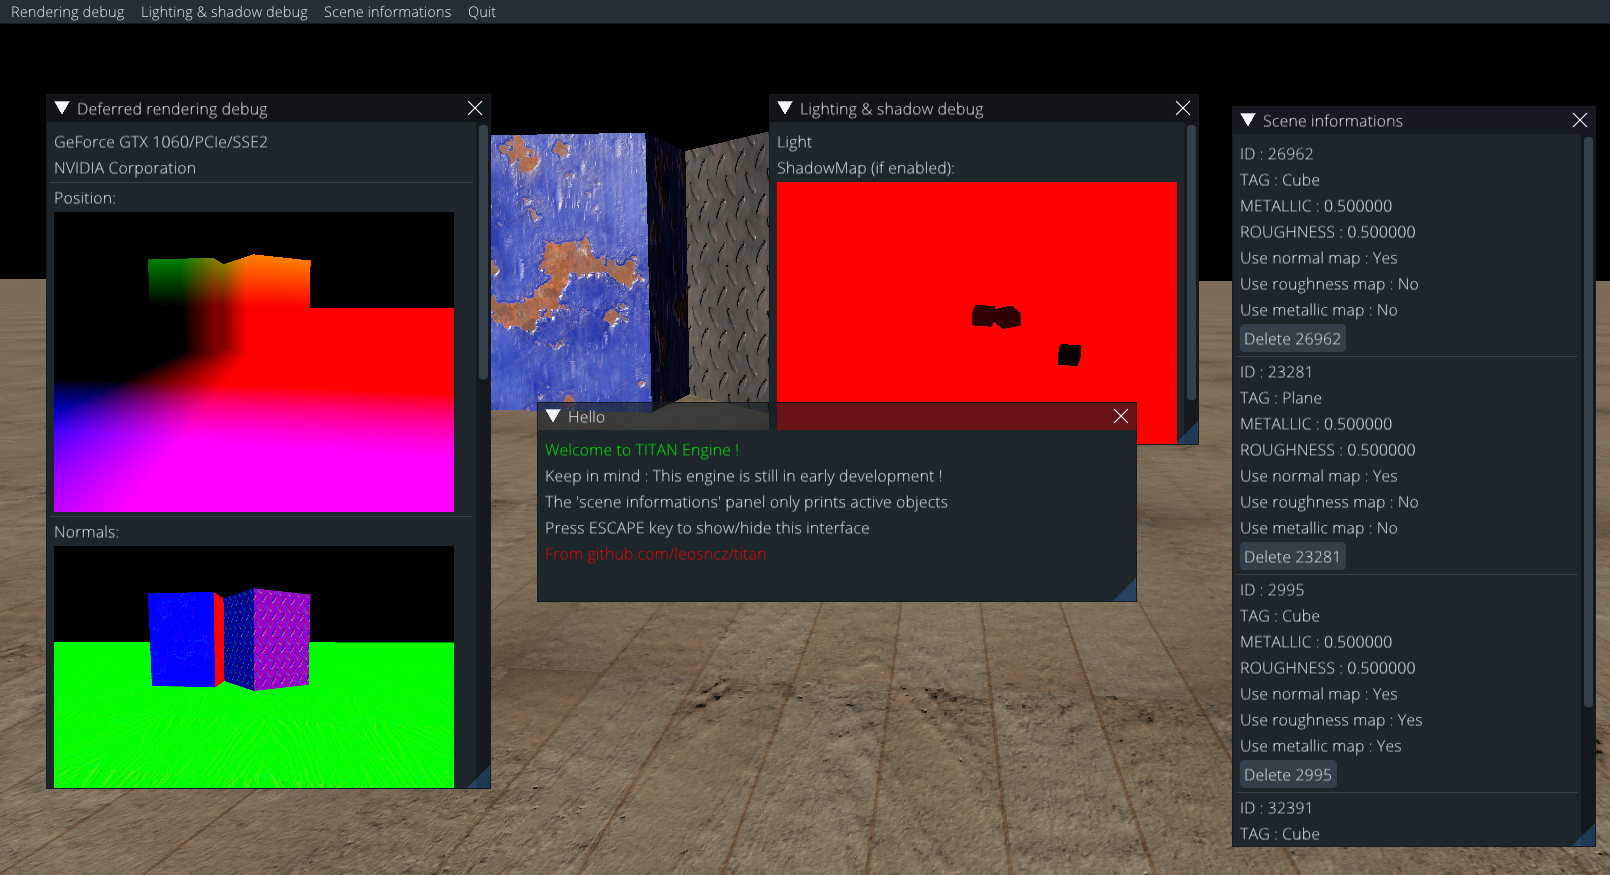 Rendering debug Lighting & shadow debug Scene informations Quit
Deferred rendering debug
GeForce GTX 1060/PCIe/SSE2
NVIDIA Corporation
Position:
Normals:
Lighting & shadow debug
Light
ShadowMap (if enabled):
Hello
Welcome to TITAN Engine !
Keep in mind : This engine is still in early development !
The 'scene informations' panel only prints active objects
Press ESCAPE key to show/hide this interface
From github.com/leosncz/titan
Scene informations
ID : 26962
TAG : Cube
METALLIC : 0.500000
ROUGHNESS : 0.500000
Use normal map : Yes
Use roughness map : No
Use metallic map : No
Delete 26962
ID : 23281
TAG : Plane
METALLIC : 0.500000
ROUGHNESS : 0.500000
Use normal map : Yes
Use roughness map : No
Use metallic map : No
Delete 23281
ID : 2995
TAG : Cube
METALLIC : 0.500000
ROUGHNESS : 0.500000
Use normal map : Yes
Use roughness map : Yes
Use metallic map : Yes
Delete 2995
ID : 32391
TAG : Cube